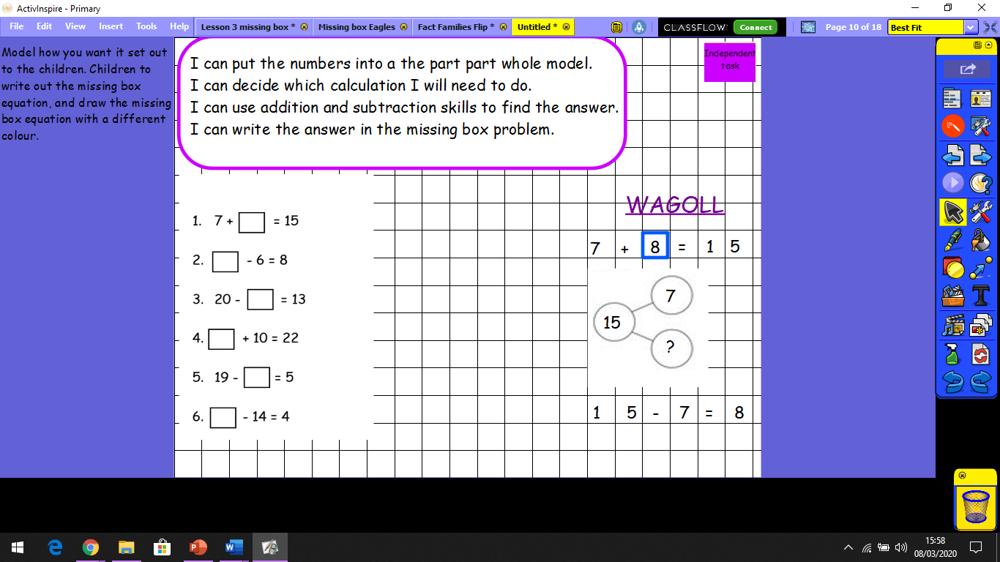 ActivInspire - Primary
File Edit View Insert Tools Help
Lesson 3 missing box * Missing box Eagles Fact Families Flip * Untitled *
CLASSFLOW Connect
Page 10 of 18 Best Fit
Model how you want it set out
to the children. Children to
write out the missing box
equation, and draw the missing
box equation with a different
colour.
I can put the numbers into a the part part whole model.
I can decide which calculation I will need to do.
I can use addition and subtraction skills to find the answer.
I can write the answer in the missing box problem.
Independent
task
1. 7 + = 15
2. - 6 = 8
3. 20 - = 13
4. + 10 = 22
5. 19 - = 5
6. - 14 = 4
WAGOLL
7 + 8 = 1 5
7
15
?
1 5 - 7 = 8
15:58
08/03/2020